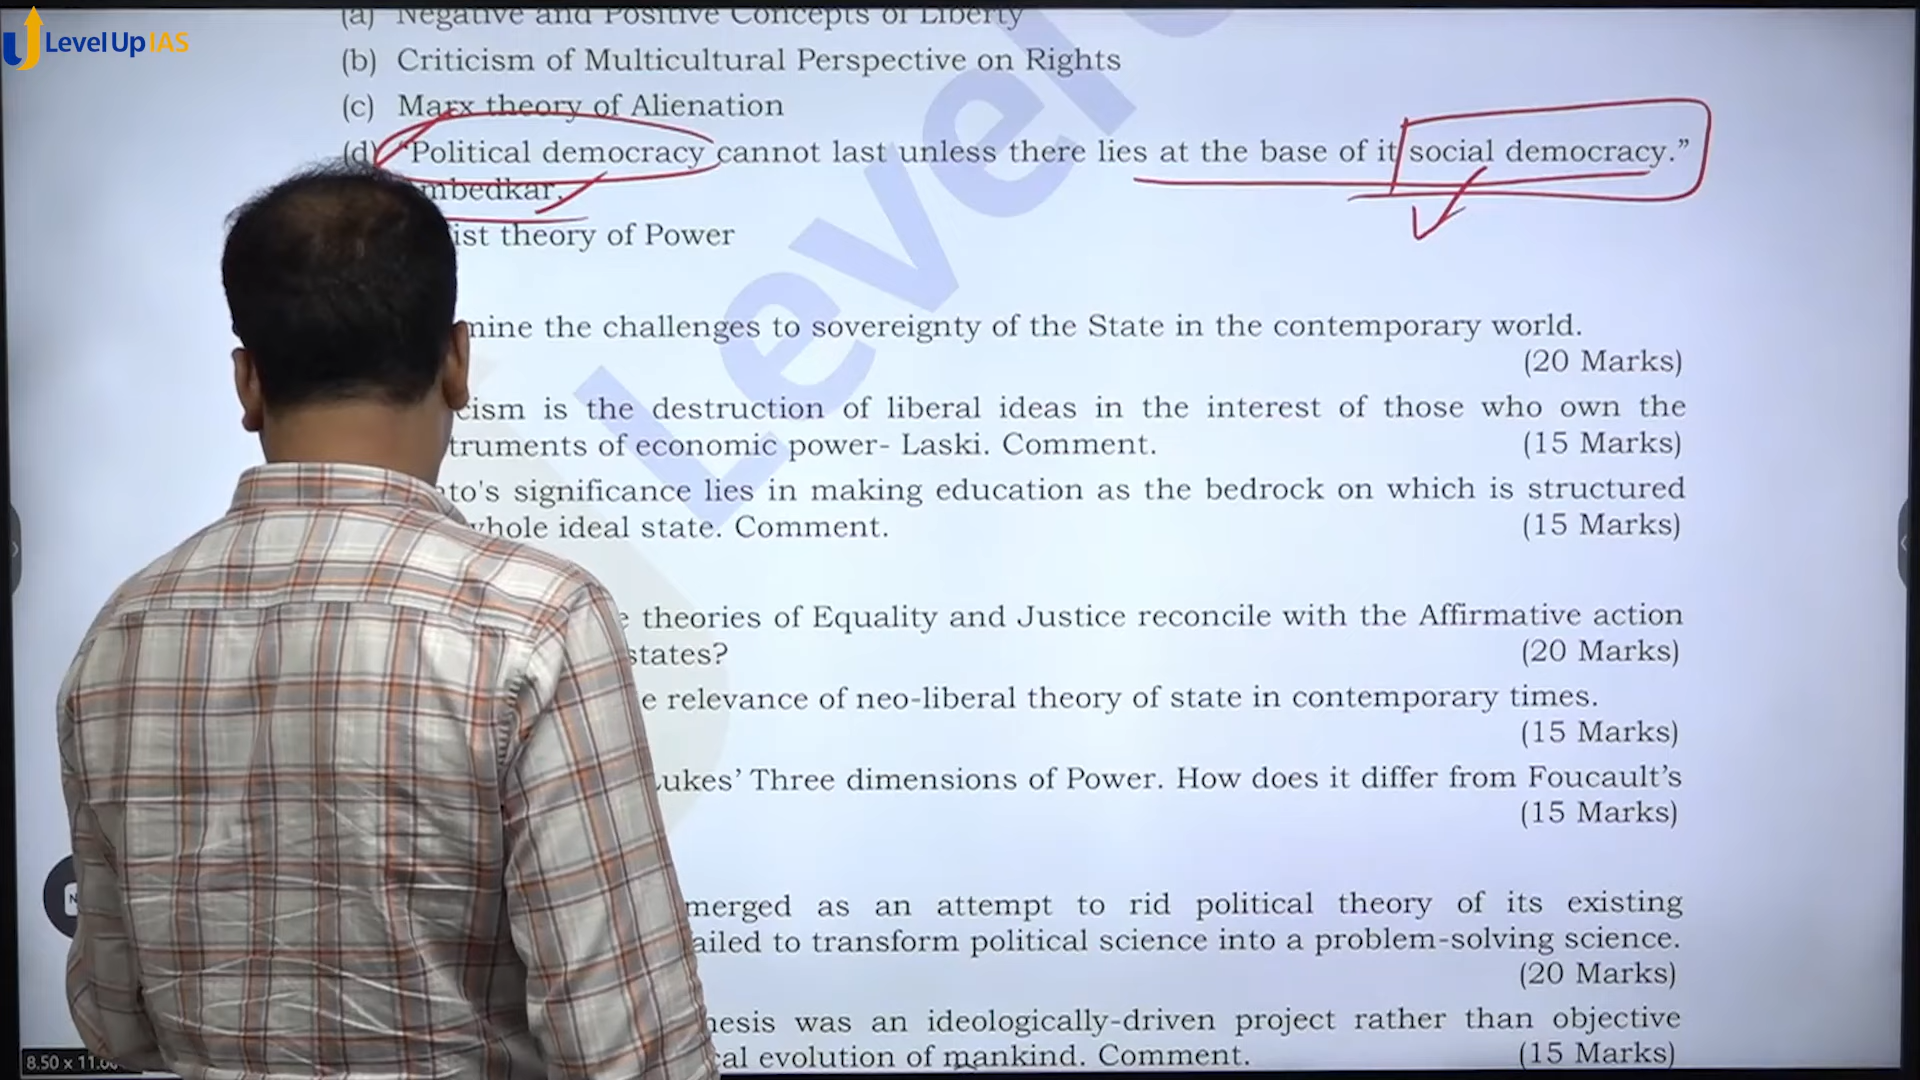 Level Up IAS
(a) Negative and Positive Concepts of Liberty
(b) Criticism of Multicultural Perspective on Rights
(c) Marx theory of Alienation
(d) "Political democracy cannot last unless there lies at the base of it social democracy."
mbedkar.
ist theory of Power
mine the challenges to sovereignty of the State in the contemporary world.
(20 Marks)
cism is the destruction of liberal ideas in the interest of those who own the
truments of economic power- Laski. Comment.
(15 Marks)
to's significance lies in making education as the bedrock on which is structured
whole ideal state. Comment.
(15 Marks)
e theories of Equality and Justice reconcile with the Affirmative action
states?
(20 Marks)
e relevance of neo-liberal theory of state in contemporary times.
(15 Marks)
Lukes' Three dimensions of Power. How does it differ from Foucault's
(15 Marks)
merged as an attempt to rid political theory of its existing
ailed to transform political science into a problem-solving science.
(20 Marks)
nesis was an ideologically-driven project rather than objective
cal evolution of mankind. Comment.
(15 Marks)
Level
8.50 x 11.00